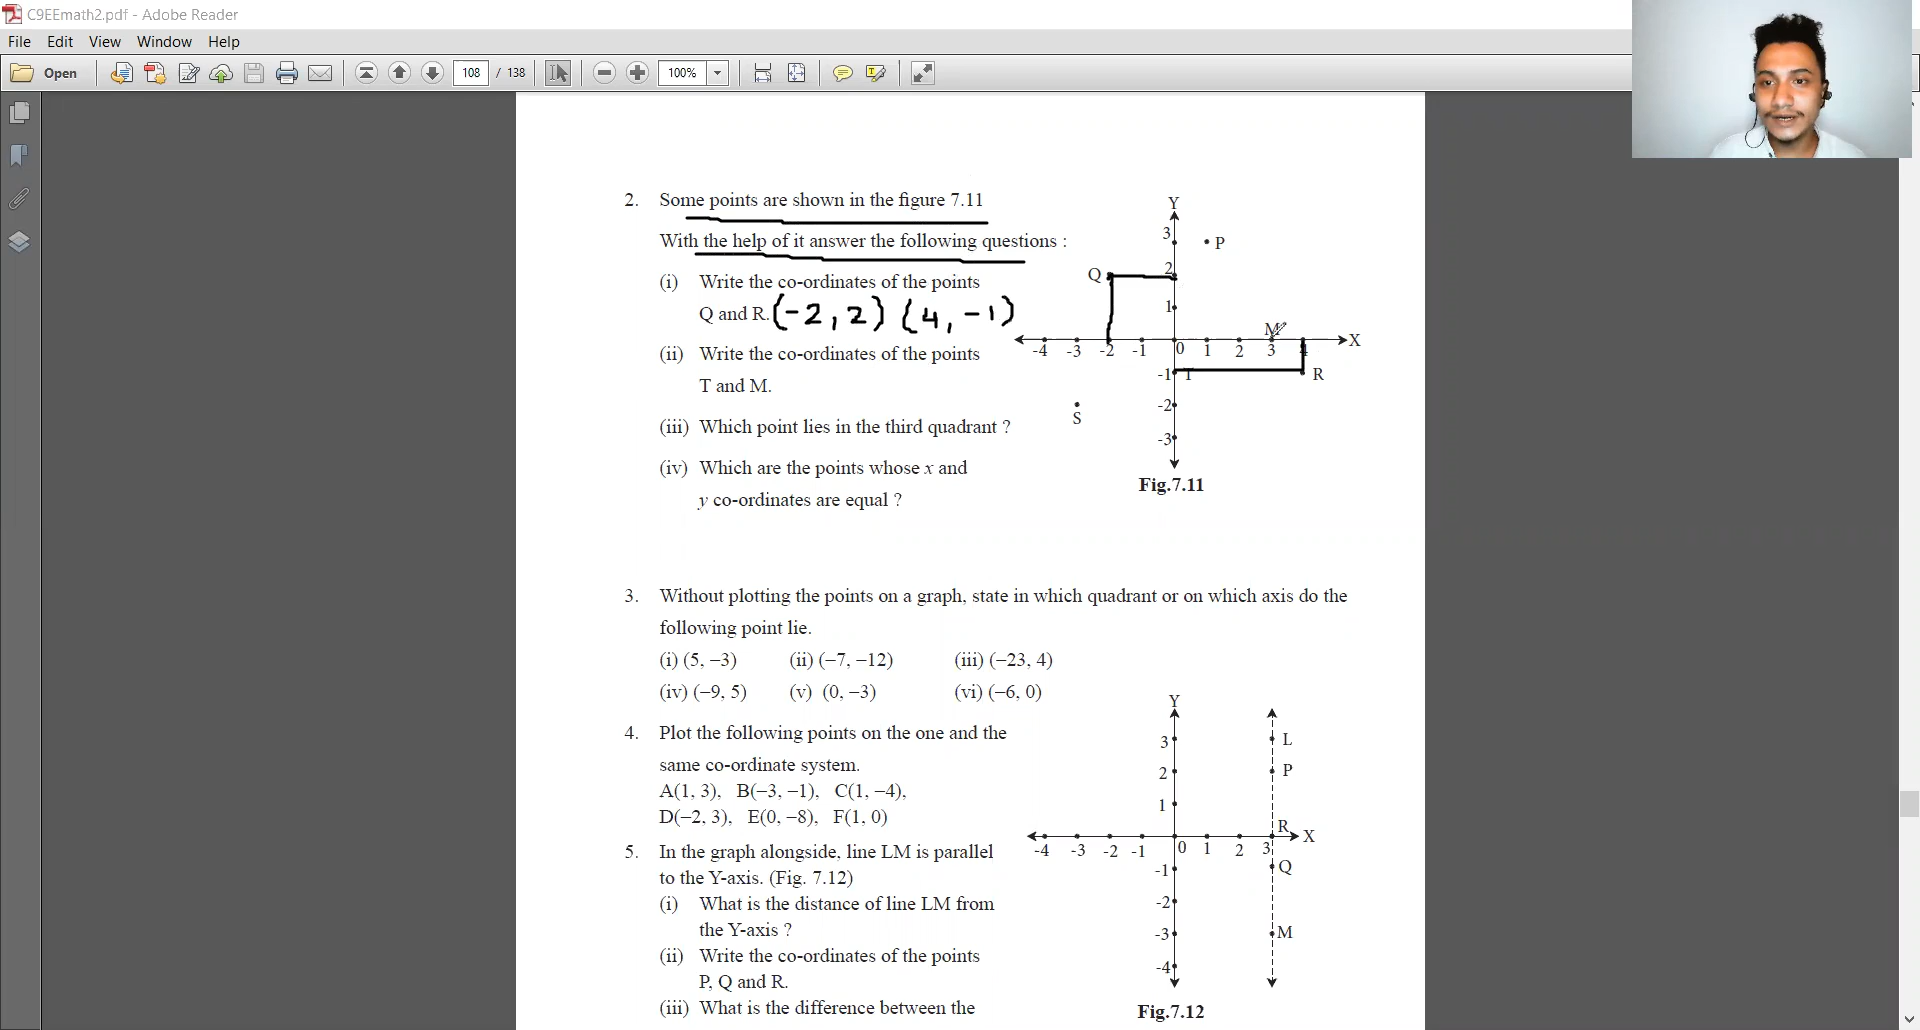 C9EEmath2.pdf - Adobe Reader
File Edit View Window Help
Open 108 / 138 100%
2. Some points are shown in the figure 7.11
With the help of it answer the following questions :
(i) Write the co-ordinates of the points
Q and R. (-2, 2) (4, -1)
(ii) Write the co-ordinates of the points
T and M.
(iii) Which point lies in the third quadrant ?
(iv) Which are the points whose x and
y co-ordinates are equal ?
Y
3 P
Q 2
1
M
X
-4 -3 -2 -1 0 1 2 3 4
-1 T R
-2
S
-3
Fig.7.11
3. Without plotting the points on a graph, state in which quadrant or on which axis do the
following point lie.
(i) (5, −3) (ii) (−7, −12) (iii) (−23, 4)
(iv) (−9, 5) (v) (0, −3) (vi) (−6, 0)
4. Plot the following points on the one and the
same co-ordinate system.
A(1, 3), B(−3, −1), C(1, −4),
D(−2, 3), E(0, −8), F(1, 0)
5. In the graph alongside, line LM is parallel
to the Y-axis. (Fig. 7.12)
(i) What is the distance of line LM from
the Y-axis ?
(ii) Write the co-ordinates of the points
P, Q and R.
(iii) What is the difference between the
Y
3 L
2 P
1
R X
-4 -3 -2 -1 0 1 2 3
-1 Q
-2
-3 M
-4
Fig.7.12